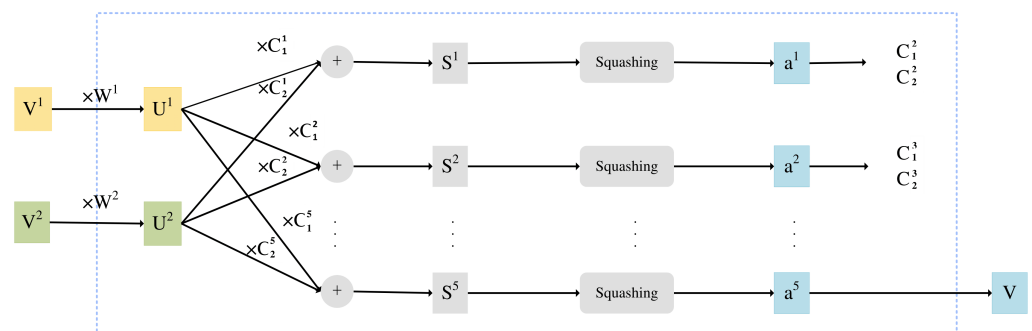 ×C₁¹
+ S¹ Squashing a¹ C₁²
C₂²
×C₂¹
V¹ ×W¹ U¹
×C₁²
×C₂²
+ S² Squashing a² C₁³
C₂³
V² ×W² U²
×C₁⁵
×C₂⁵
+ S⁵ Squashing a⁵ V